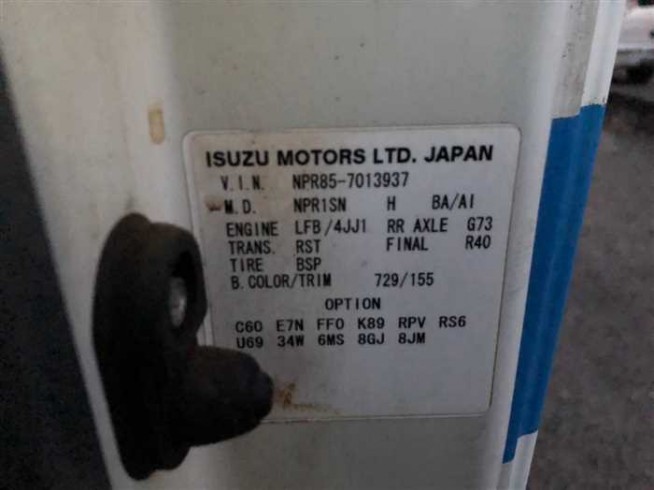 ISUZU MOTORS LTD. JAPAN
V.I.N. NPR85-7013937
M.D. NPR1SN H BA/AI
ENGINE LFB/4JJ1 RR AXLE G73
TRANS. RST FINAL R40
TIRE BSP
B.COLOR/TRIM 729/155
OPTION
C60 E7N FF0 K89 RPV RS6
U69 34W 6MS 8GJ 8JM